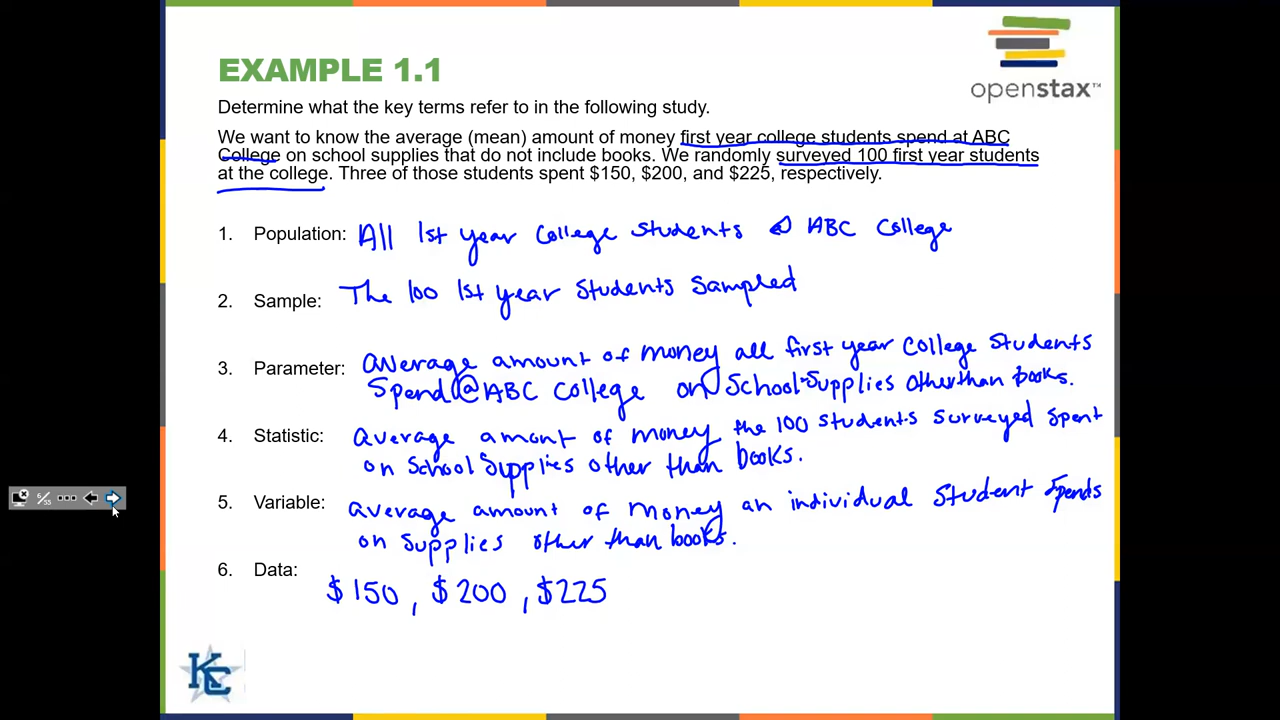 openstax™
EXAMPLE 1.1
Determine what the key terms refer to in the following study.
We want to know the average (mean) amount of money first year college students spend at ABC
College on school supplies that do not include books. We randomly surveyed 100 first year students
at the college. Three of those students spent $150, $200, and $225, respectively.
1. Population: All 1st year College Students @ ABC College
2. Sample: The 100 1st year Students Sampled
3. Parameter: average amount of money all first year College Students
Spend @ ABC College on School Supplies other than books.
4. Statistic: average amont of money the 100 students surveyed spent
on School Supplies other than books.
5. Variable: average amount of money an individual Student Spends
on Supplies other than books.
6. Data: $150, $200, $225
6/55
KC